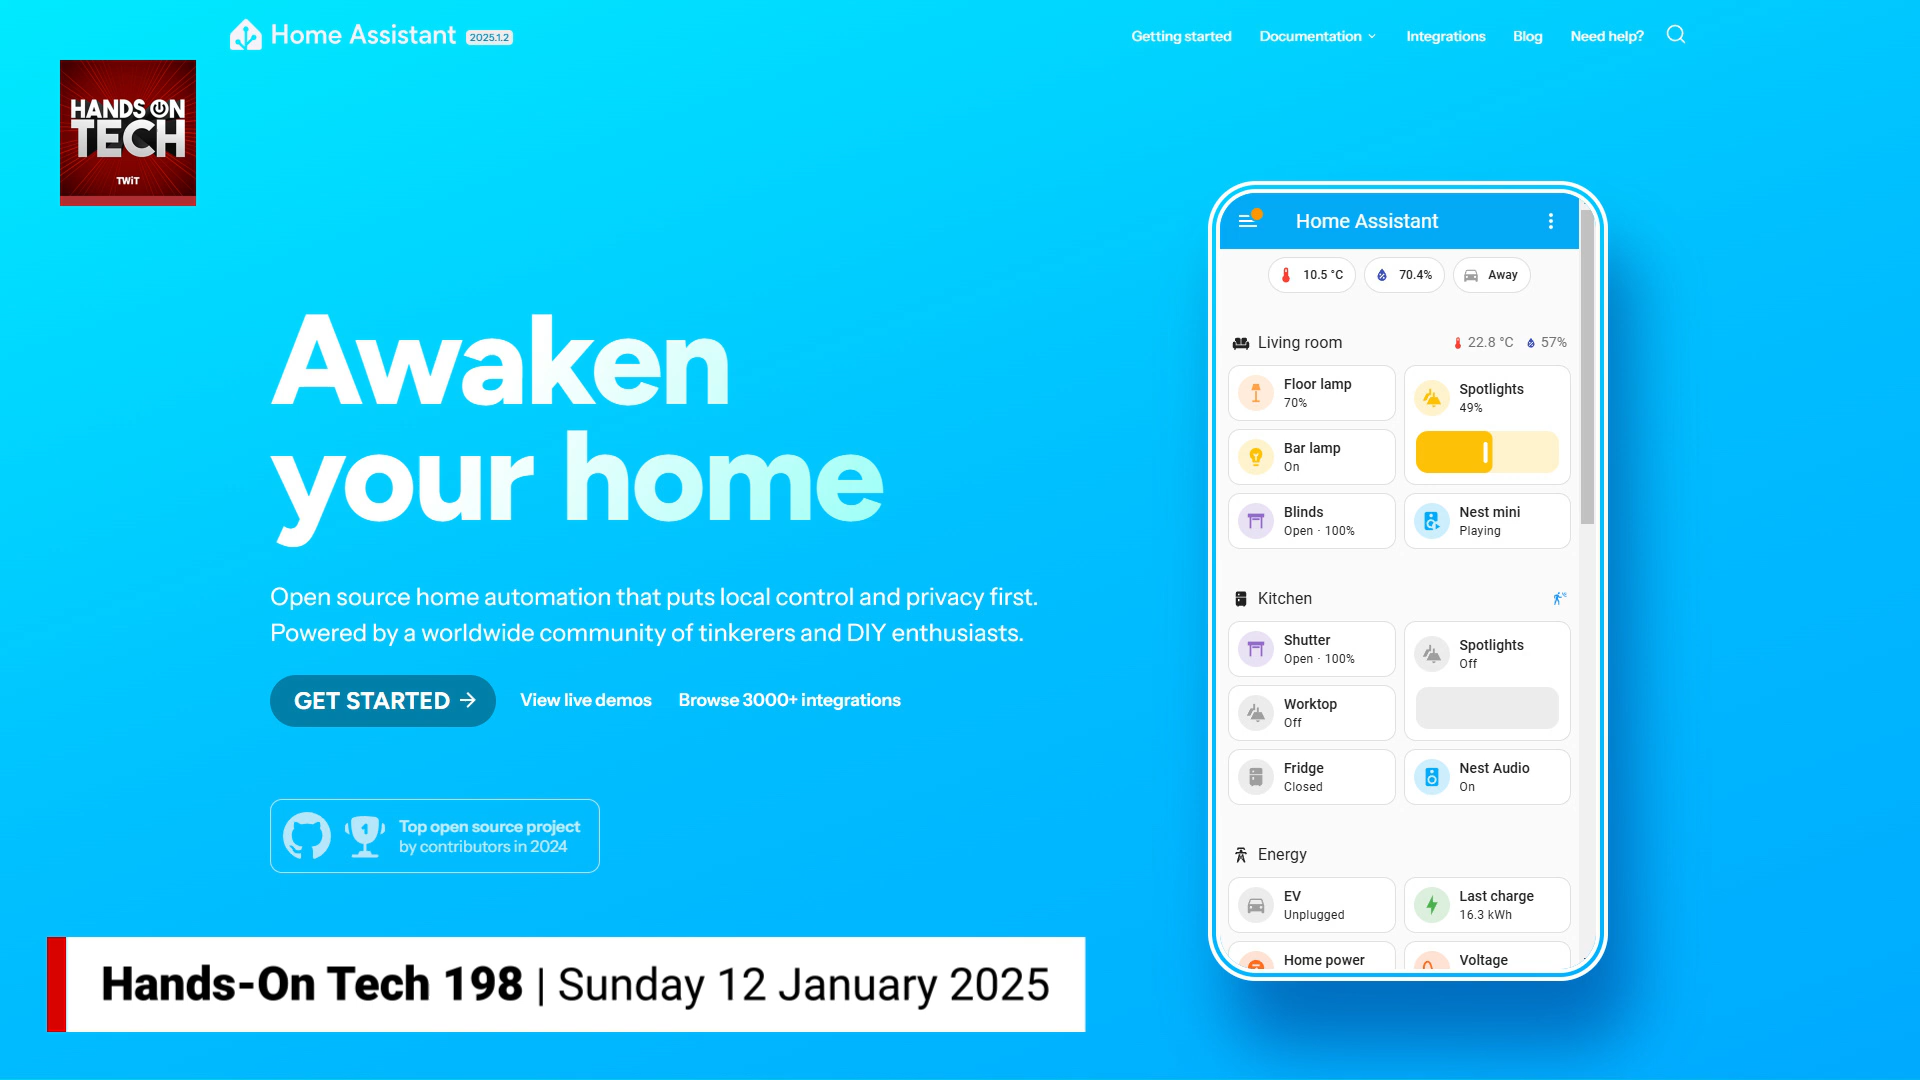 Home Assistant 2025.1.2
Getting started Documentation Integrations Blog Need help?
HANDS ON
TECH
TWiT
Awaken
your home
Open source home automation that puts local control and privacy first.
Powered by a worldwide community of tinkerers and DIY enthusiasts.
GET STARTED → View live demos Browse 3000+ integrations
1
Top open source project
by contributors in 2024
Home Assistant
10.5 °C 70.4% Away
Living room 22.8 °C 57%
Floor lamp
70%
Spotlights
49%
Bar lamp
On
Blinds
Open · 100%
Nest mini
Playing
Kitchen
Shutter
Open · 100%
Spotlights
Off
Worktop
Off
Fridge
Closed
Nest Audio
On
Energy
EV
Unplugged
Last charge
16.3 kWh
Home power
Voltage
Hands-On Tech 198 | Sunday 12 January 2025